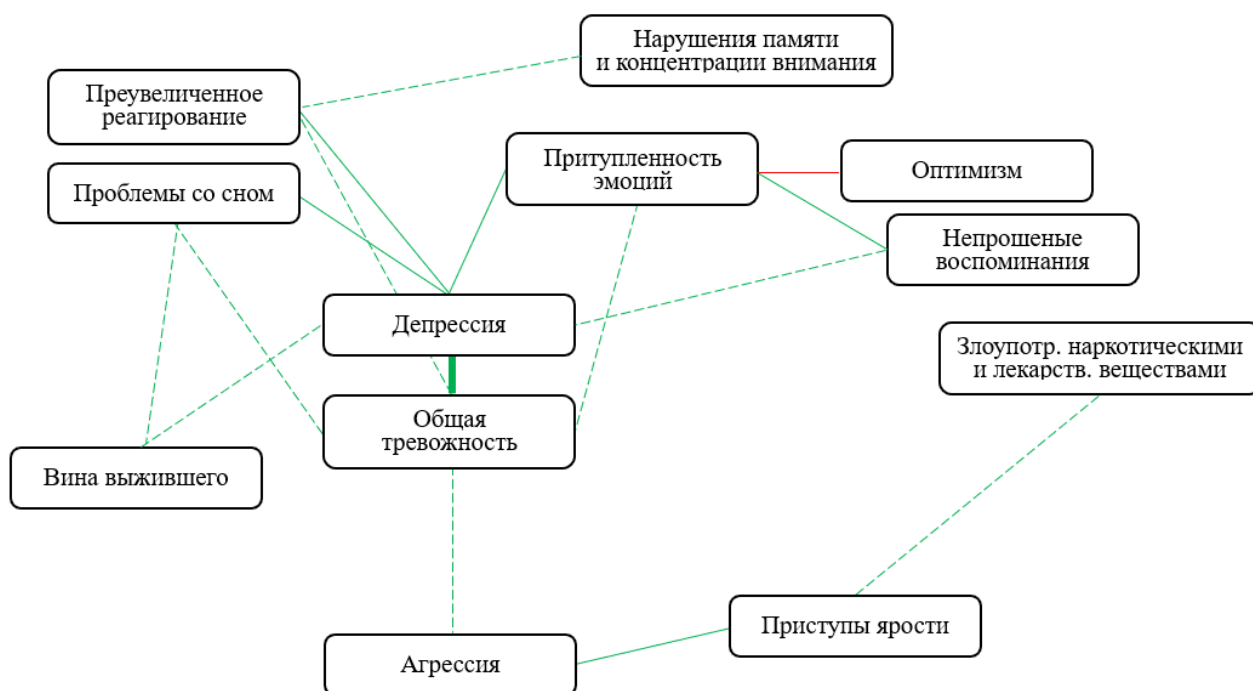 Нарушения памяти
и концентрации внимания
Преувеличенное
реагирование
Притупленность
эмоций
Оптимизм
Проблемы со сном
Непрошеные
воспоминания
Депрессия
Злоупотр. наркотическими
и лекарств. веществами
Общая
тревожность
Вина выжившего
Приступы ярости
Агрессия